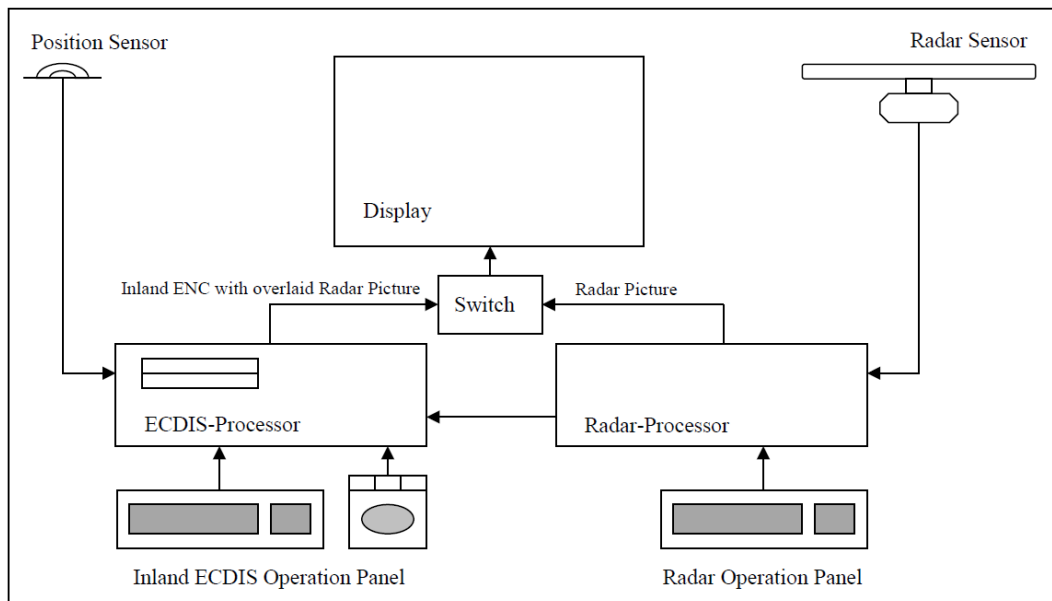 Position Sensor
Radar Sensor
Display
Inland ENC with overlaid Radar Picture
Switch
Radar Picture
ECDIS-Processor
Radar-Processor
Inland ECDIS Operation Panel
Radar Operation Panel